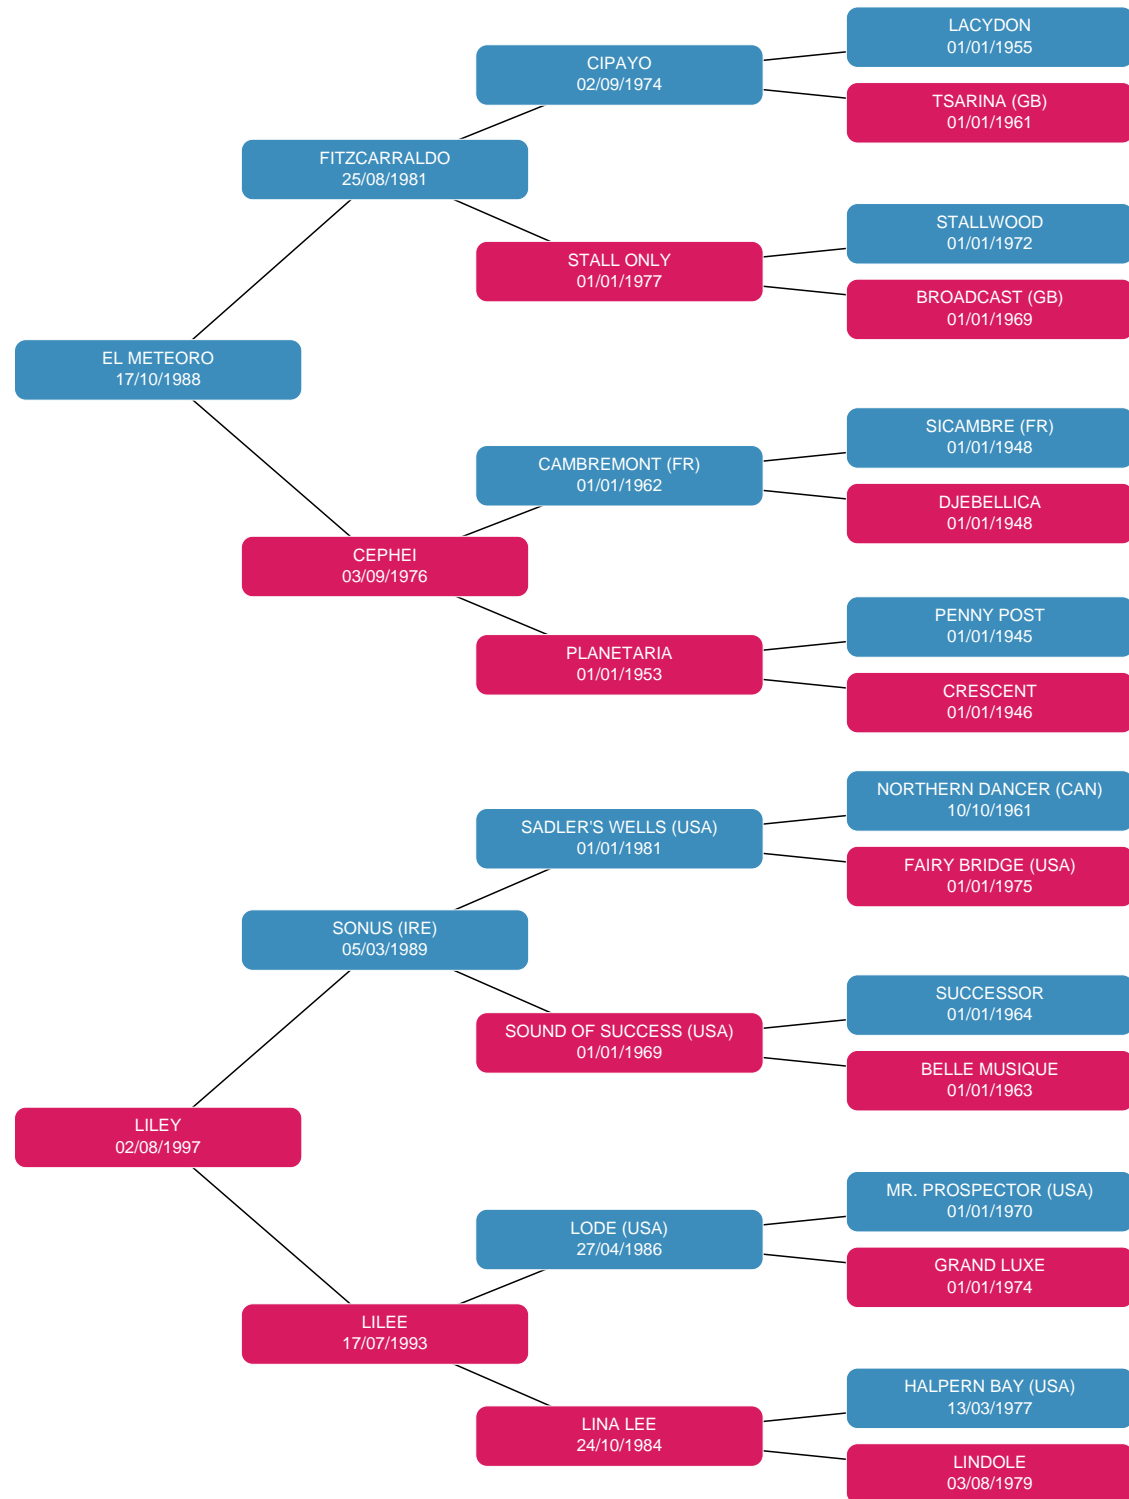 LACYDON
01/01/1955
CIPAYO
02/09/1974
TSARINA (GB)
01/01/1961
FITZCARRALDO
25/08/1981
STALLWOOD
01/01/1972
STALL ONLY
01/01/1977
BROADCAST (GB)
01/01/1969
EL METEORO
17/10/1988
SICAMBRE (FR)
01/01/1948
CAMBREMONT (FR)
01/01/1962
DJEBELLICA
01/01/1948
CEPHEI
03/09/1976
PENNY POST
01/01/1945
PLANETARIA
01/01/1953
CRESCENT
01/01/1946
NORTHERN DANCER (CAN)
10/10/1961
SADLER'S WELLS (USA)
01/01/1981
FAIRY BRIDGE (USA)
01/01/1975
SONUS (IRE)
05/03/1989
SUCCESSOR
01/01/1964
SOUND OF SUCCESS (USA)
01/01/1969
BELLE MUSIQUE
01/01/1963
LILEY
02/08/1997
MR. PROSPECTOR (USA)
01/01/1970
LODE (USA)
27/04/1986
GRAND LUXE
01/01/1974
LILEE
17/07/1993
HALPERN BAY (USA)
13/03/1977
LINA LEE
24/10/1984
LINDOLE
03/08/1979